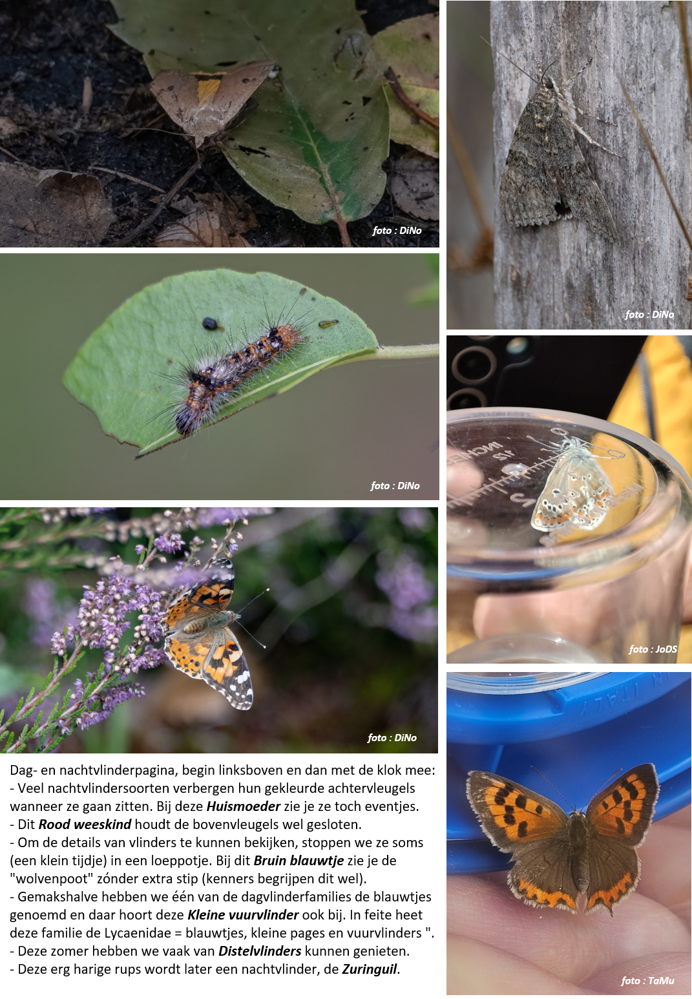 foto : DiNo
foto : DiNo
foto : DiNo
INCHES
1/2
2
foto : JoDS
foto : DiNo
ITALY
foto : TaMu
Dag- en nachtvlinderpagina, begin linksboven en dan met de klok mee:
- Veel nachtvlindersoorten verbergen hun gekleurde achtervleugels
wanneer ze gaan zitten. Bij deze Huismoeder zie je ze toch eventjes.
- Dit Rood weeskind houdt de bovenvleugels wel gesloten.
- Om de details van vlinders te kunnen bekijken, stoppen we ze soms
(een klein tijdje) in een loeppotje. Bij dit Bruin blauwtje zie je de
"wolvenpoot" zónder extra stip (kenners begrijpen dit wel).
- Gemakshalve hebben we één van de dagvlinderfamilies de blauwtjes
genoemd en daar hoort deze Kleine vuurvlinder ook bij. In feite heet
deze familie de Lycaenidae = blauwtjes, kleine pages en vuurvlinders ".
- Deze zomer hebben we vaak van Distelvlinders kunnen genieten.
- Deze erg harige rups wordt later een nachtvlinder, de Zuringuil.